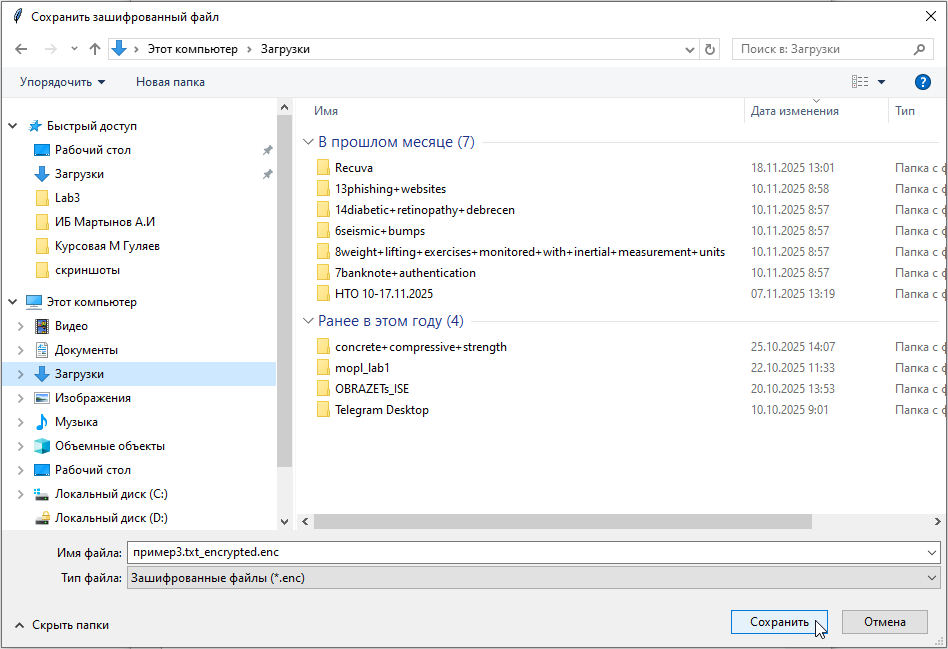 Сохранить зашифрованный файл
Этот компьютер > Загрузки
Поиск в: Загрузки
Упорядочить
Новая папка
?
Быстрый доступ
Рабочий стол
Загрузки
Lab3
ИБ Мартынов А.И
Курсовая М Гуляев
скриншоты
Этот компьютер
Видео
Документы
Загрузки
Изображения
Музыка
Объемные объекты
Рабочий стол
Локальный диск (C:)
Локальный диск (D:)
Имя Дата изменения Тип
В прошлом месяце (7)
Recuva 18.11.2025 13:01 Папка с
13phishing+websites 10.11.2025 8:58 Папка с
14diabetic+retinopathy+debrecen 10.11.2025 8:57 Папка с
6seismic+bumps 10.11.2025 8:57 Папка с
8weight+lifting+exercises+monitored+with+inertial+measurement+units 10.11.2025 8:57 Папка с
7banknote+authentication 10.11.2025 8:57 Папка с
НТО 10-17.11.2025 07.11.2025 13:19 Папка с
Ранее в этом году (4)
concrete+compressive+strength 25.10.2025 14:07 Папка с
mopl_lab1 22.10.2025 11:33 Папка с
OBRAZETs_ISE 20.10.2025 13:53 Папка с
Telegram Desktop 10.10.2025 9:01 Папка с
Имя файла: пример3.txt_encrypted.enc
Тип файла: Зашифрованные файлы (*.enc)
Скрыть папки
Сохранить
Отмена